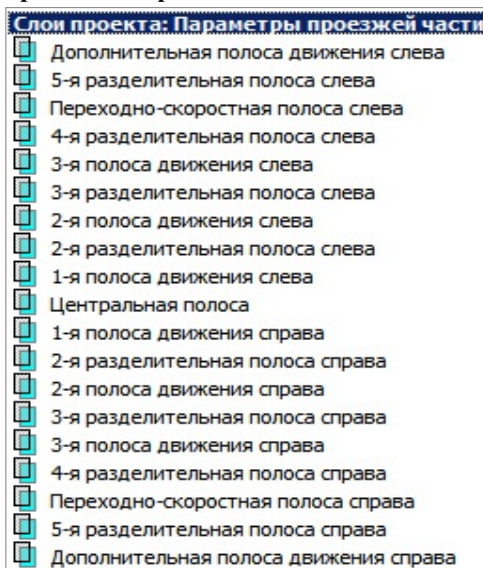 Слои проекта: Параметры проезжей части
Дополнительная полоса движения слева
5-я разделительная полоса слева
Переходно-скоростная полоса слева
4-я разделительная полоса слева
3-я полоса движения слева
3-я разделительная полоса слева
2-я полоса движения слева
2-я разделительная полоса слева
1-я полоса движения слева
Центральная полоса
1-я полоса движения справа
2-я разделительная полоса справа
2-я полоса движения справа
3-я разделительная полоса справа
3-я полоса движения справа
4-я разделительная полоса справа
Переходно-скоростная полоса справа
5-я разделительная полоса справа
Дополнительная полоса движения справа